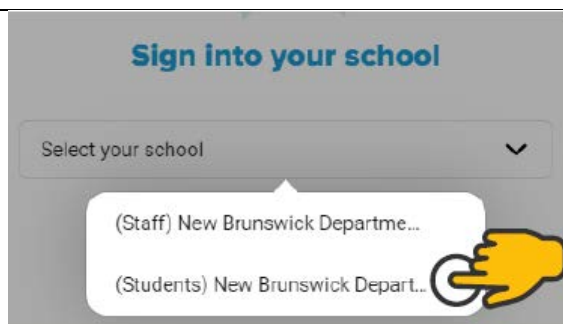 Sign into your school
Select your school
(Staff) New Brunswick Departme...
(Students) New Brunswick Depart...